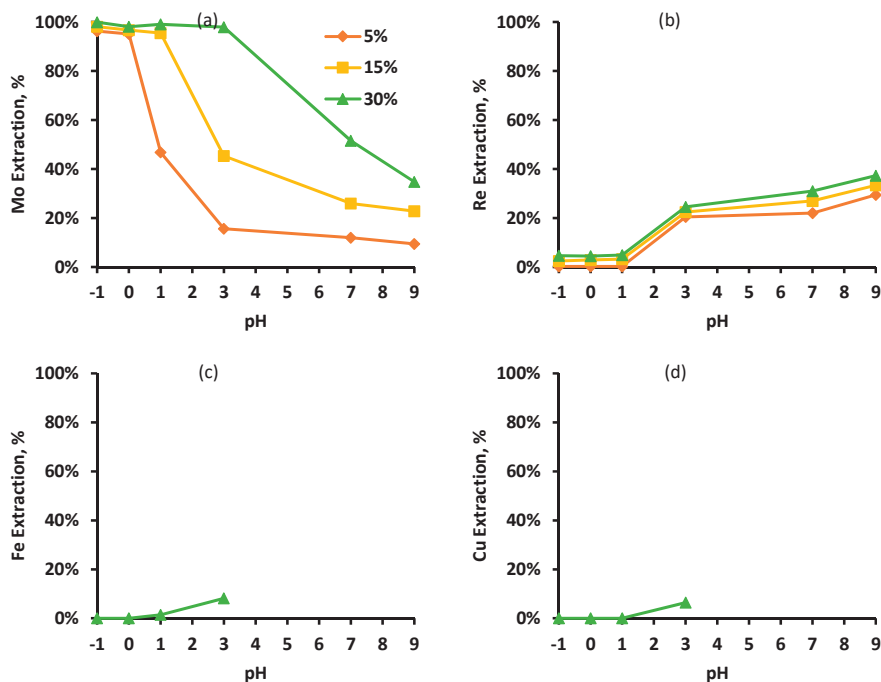 (a)
Mo Extraction, %
100%
80%
60%
40%
20%
0%
-1 0 1 2 3 4 5 6 7 8 9
pH
5%
15%
30%
(b)
Re Extraction, %
100%
80%
60%
40%
20%
0%
-1 0 1 2 3 4 5 6 7 8 9
pH
(c)
Fe Extraction, %
100%
80%
60%
40%
20%
0%
-1 0 1 2 3 4 5 6 7 8 9
pH
(d)
Cu Extraction, %
100%
80%
60%
40%
20%
0%
-1 0 1 2 3 4 5 6 7 8 9
pH